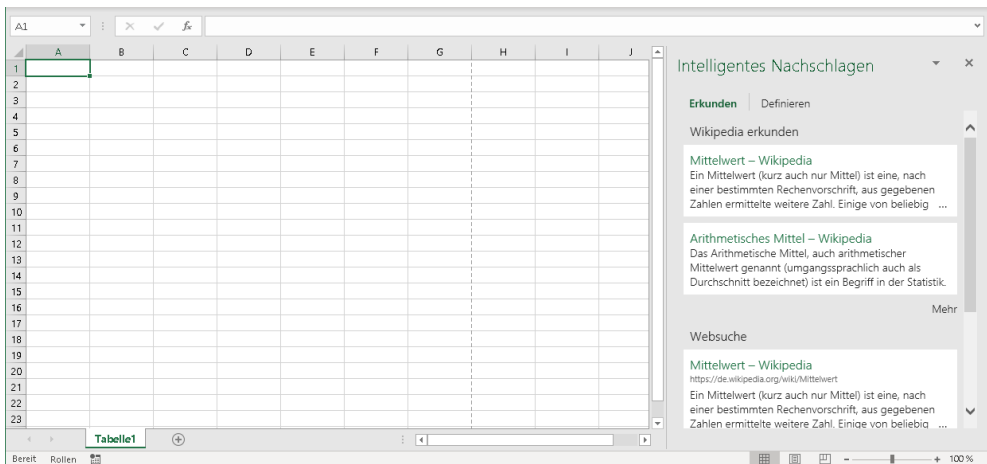 A1
fx
A B C D E F G H I J
1
2
3
4
5
6
7
8
9
10
11
12
13
14
15
16
17
18
19
20
21
22
23
Tabelle1
Bereit Rollen
100 %
Intelligentes Nachschlagen
Erkunden Definieren
Wikipedia erkunden
Mittelwert – Wikipedia
Ein Mittelwert (kurz auch nur Mittel) ist eine, nach
einer bestimmten Rechenvorschrift, aus gegebenen
Zahlen ermittelte weitere Zahl. Einige von beliebig ...
Arithmetisches Mittel – Wikipedia
Das Arithmetische Mittel, auch arithmetischer
Mittelwert genannt (umgangssprachlich auch als
Durchschnitt bezeichnet) ist ein Begriff in der Statistik.
Mehr
Websuche
Mittelwert – Wikipedia
https://de.wikipedia.org/wiki/Mittelwert
Ein Mittelwert (kurz auch nur Mittel) ist eine, nach
einer bestimmten Rechenvorschrift, aus gegebenen
Zahlen ermittelte weitere Zahl. Einige von beliebig ...